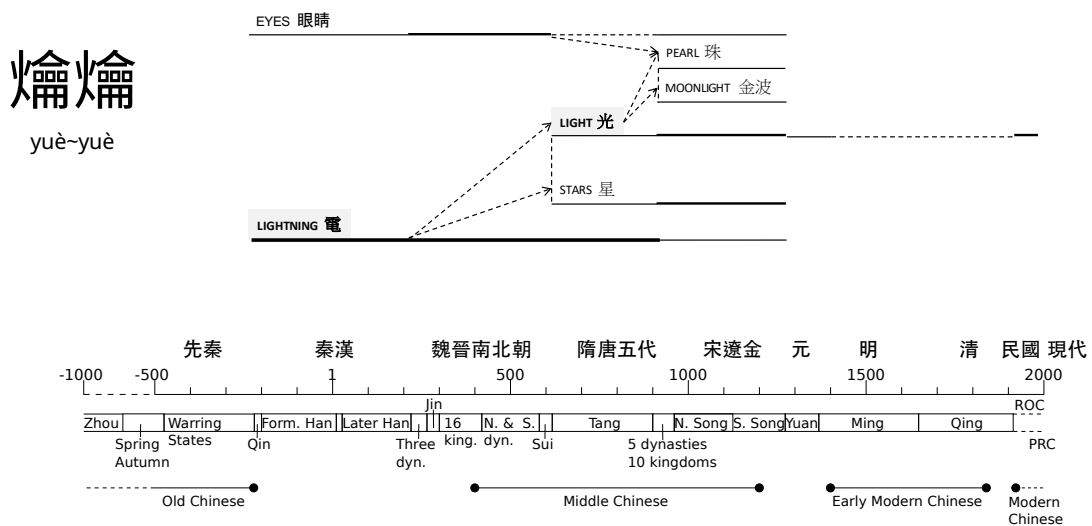 EYES 眼睛
爚爚
yuè~yuè
PEARL 珠
MOONLIGHT 金波
LIGHT 光
STARS 星
LIGHTNING 電
先秦 秦漢 魏晉南北朝 隋唐五代 宋遼金 元 明 清 民國 現代
-1000 -500 1 500 1000 1500 2000
Jin ROC
Zhou Warring States Form. Han Later Han 16 king. N. & S. dyn. Tang N. Song S. Song Yuan Ming Qing
Spring Autumn Qin Three dyn. Sui 5 dynasties 10 kingdoms PRC
Old Chinese Middle Chinese Early Modern Chinese Modern Chinese